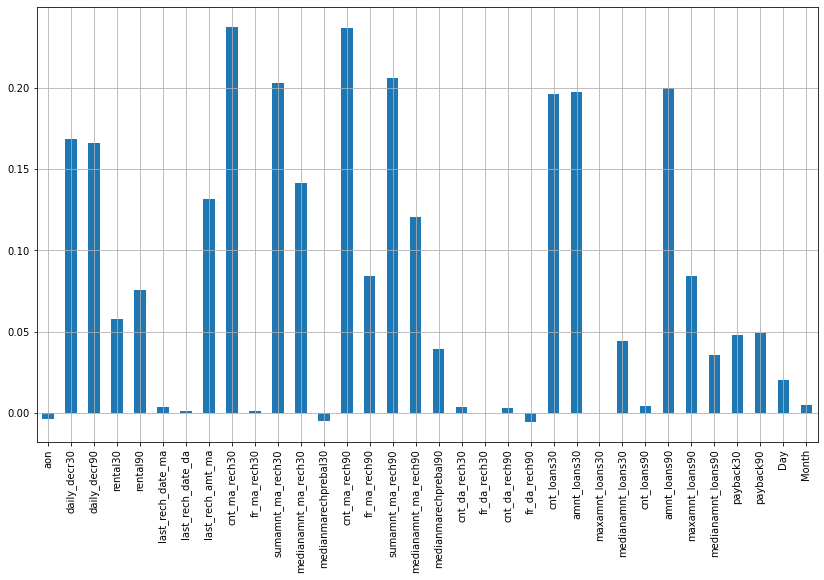 0.20
0.15
0.10
0.05
0.00
aon
daily_decr30
daily_decr90
rental30
rental90
last_rech_date_ma
last_rech_date_da
last_rech_amt_ma
cnt_ma_rech30
fr_ma_rech30
sumamnt_ma_rech30
medianamnt_ma_rech30
medianmarechprebal30
cnt_ma_rech90
fr_ma_rech90
sumamnt_ma_rech90
medianamnt_ma_rech90
medianmarechprebal90
cnt_da_rech30
fr_da_rech30
cnt_da_rech90
fr_da_rech90
cnt_loans30
amnt_loans30
maxamnt_loans30
medianamnt_loans30
cnt_loans90
amnt_loans90
maxamnt_loans90
medianamnt_loans90
payback30
payback90
Day
Month